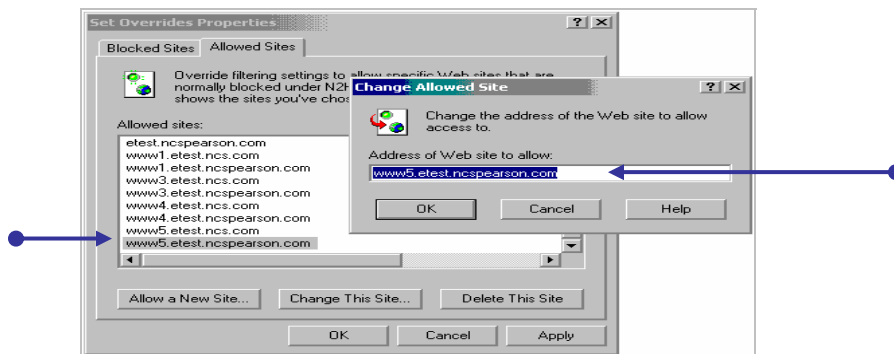 Set Overrides Properties
Blocked Sites
Allowed Sites
Override filtering settings to allow specific Web sites that are
normally blocked under N2H
shows the sites you've chos
Allowed sites:
etest.ncspearson.com
www1.etest.ncs.com
www1.etest.ncspearson.com
www3.etest.ncs.com
www3.etest.ncspearson.com
www4.etest.ncs.com
www4.etest.ncspearson.com
www5.etest.ncs.com
www5.etest.ncspearson.com
Allow a New Site...
Change This Site...
Delete This Site
OK
Cancel
Apply
Change Allowed Site
Change the address of the Web site to allow
access to.
Address of Web site to allow:
www5.etest.ncspearson.com
OK
Cancel
Help